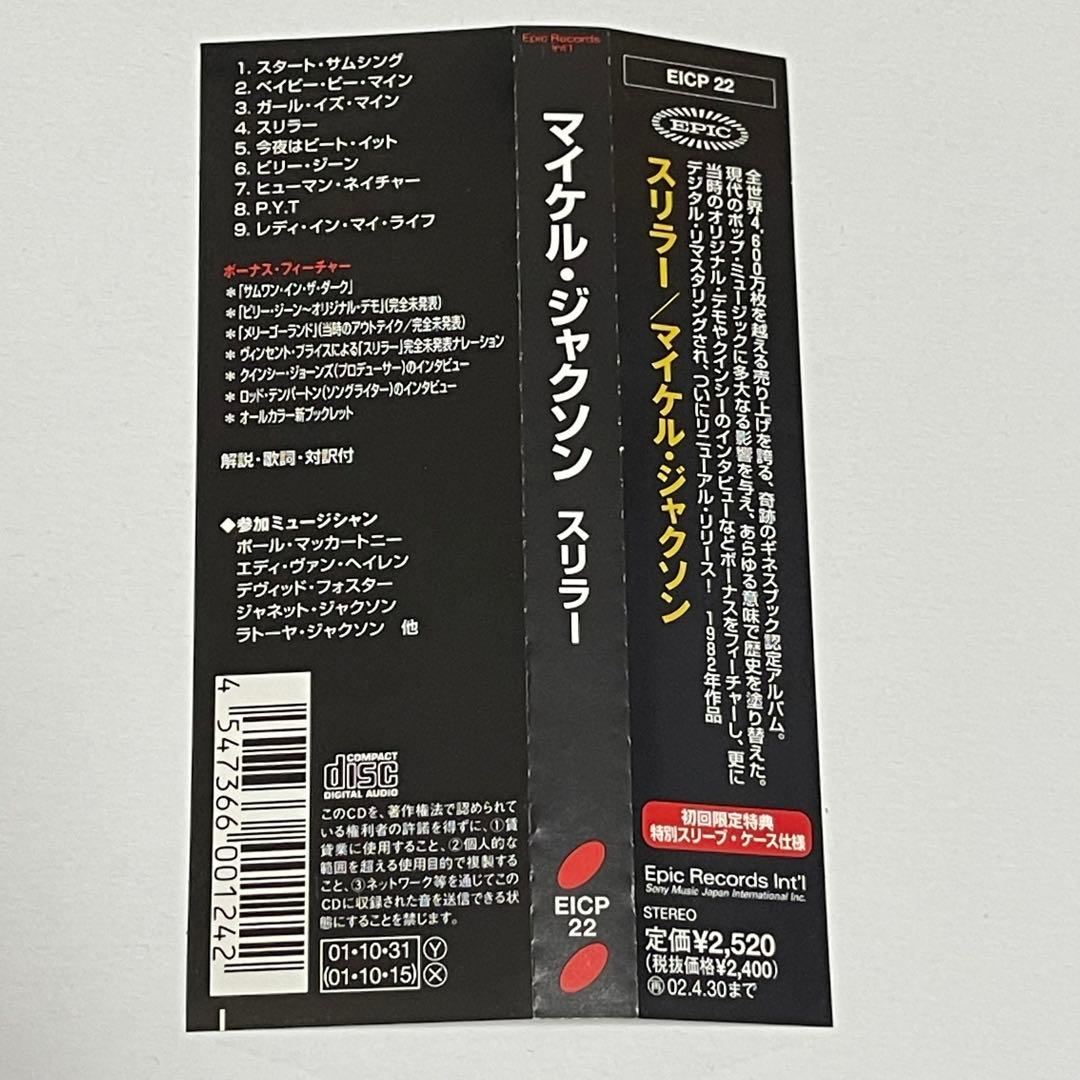 1. スタート・サムシング
2. ベイビー・ビー・マイン
3. ガール・イズ・マイン
4. スリラー
5. 今夜はビート・イット
6. ビリー・ジーン
7. ヒューマン・ネイチャー
8. P.Y.T
9. レディ・イン・マイ・ライフ
ボーナス・フィーチャー
＊「サムワン・イン・ザ・ダーク」
＊「ビリー・ジーン〜オリジナル・デモ」(完全未発表)
＊「メリーゴーランド」(当時のアウトテイク／完全未発表)
＊ ヴィンセント・プライスによる「スリラー」完全未発表ナレーション
＊ クインシー・ジョーンズ(プロデューサー)のインタビュー
＊ ロッド・テンパートン(ソングライター)のインタビュー
＊ オールカラー新ブックレット
解説・歌詞・対訳付
◆参加ミュージシャン
ポール・マッカートニー
エディ・ヴァン・ヘイレン
デヴィッド・フォスター
ジャネット・ジャクソン
ラトーヤ・ジャクソン 他
4 547366 001242
COMPACT
disc
DIGITAL AUDIO
このCDを、著作権法で認められて
いる権利者の許諾を得ずに、①賃
貸業に使用すること、②個人的な
範囲を超える使用目的で複製する
こと、③ネットワーク等を通じてこの
CDに収録された音を送信できる状
態にすることを禁じます。
01・10・31 Ⓨ
(01・10・15) Ⓧ
Epic Records
Int'l
マイケル・ジャクソン スリラー
EICP
22
EICP 22
EPIC
スリラー／マイケル・ジャクソン
全世界4,600万枚を越える売り上げを誇る、奇跡のギネスブック認定アルバム。
現代のポップ・ミュージックに多大なる影響を与え、あらゆる意味で歴史を塗り替えた。
当時のオリジナル・デモやクインシーのインタビューなどボーナスをフィーチャーし、更に
デジタル・リマスタリングされ、ついにリニューアル・リリース！ 1982年作品
初回限定特典
特別スリーブ・ケース仕様
Epic Records Int'l
Sony Music Japan International Inc.
STEREO
定価¥2,520
(税抜価格¥2,400)
㊢02.4.30まで